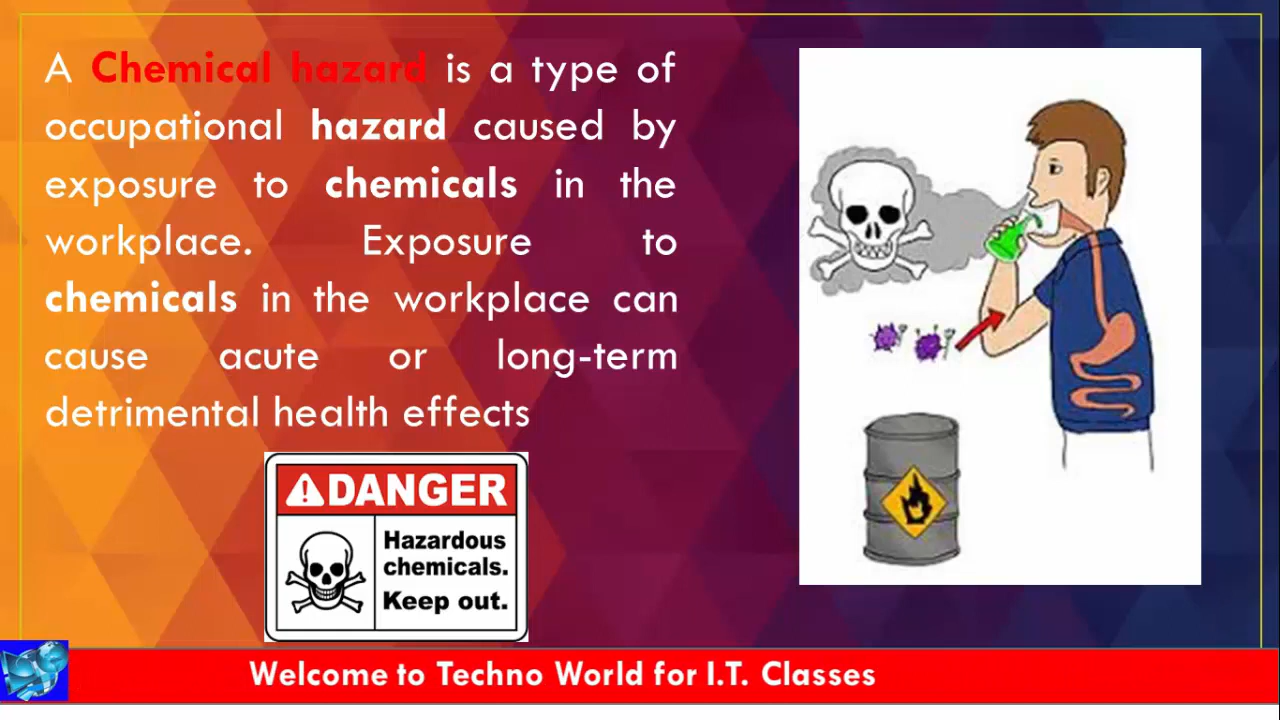 A Chemical hazard is a type of
occupational hazard caused by
exposure to chemicals in the
workplace. Exposure to
chemicals in the workplace can
cause acute or long-term
detrimental health effects
DANGER
Hazardous
chemicals.
Keep out.
Welcome to Techno World for I.T. Classes